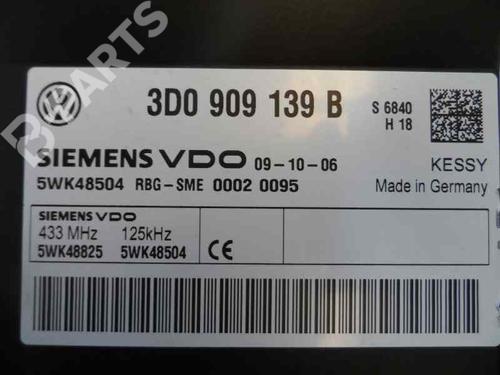 B PARTS
3D0 909 139 B
S 6840
H 18
SIEMENS VDO 09-10-06 KESSY
5WK48504 RBG-SME 0002 0095 Made in Germany
SIEMENS VDO
433 MHz 125kHz
5WK48825 5WK48504 CE